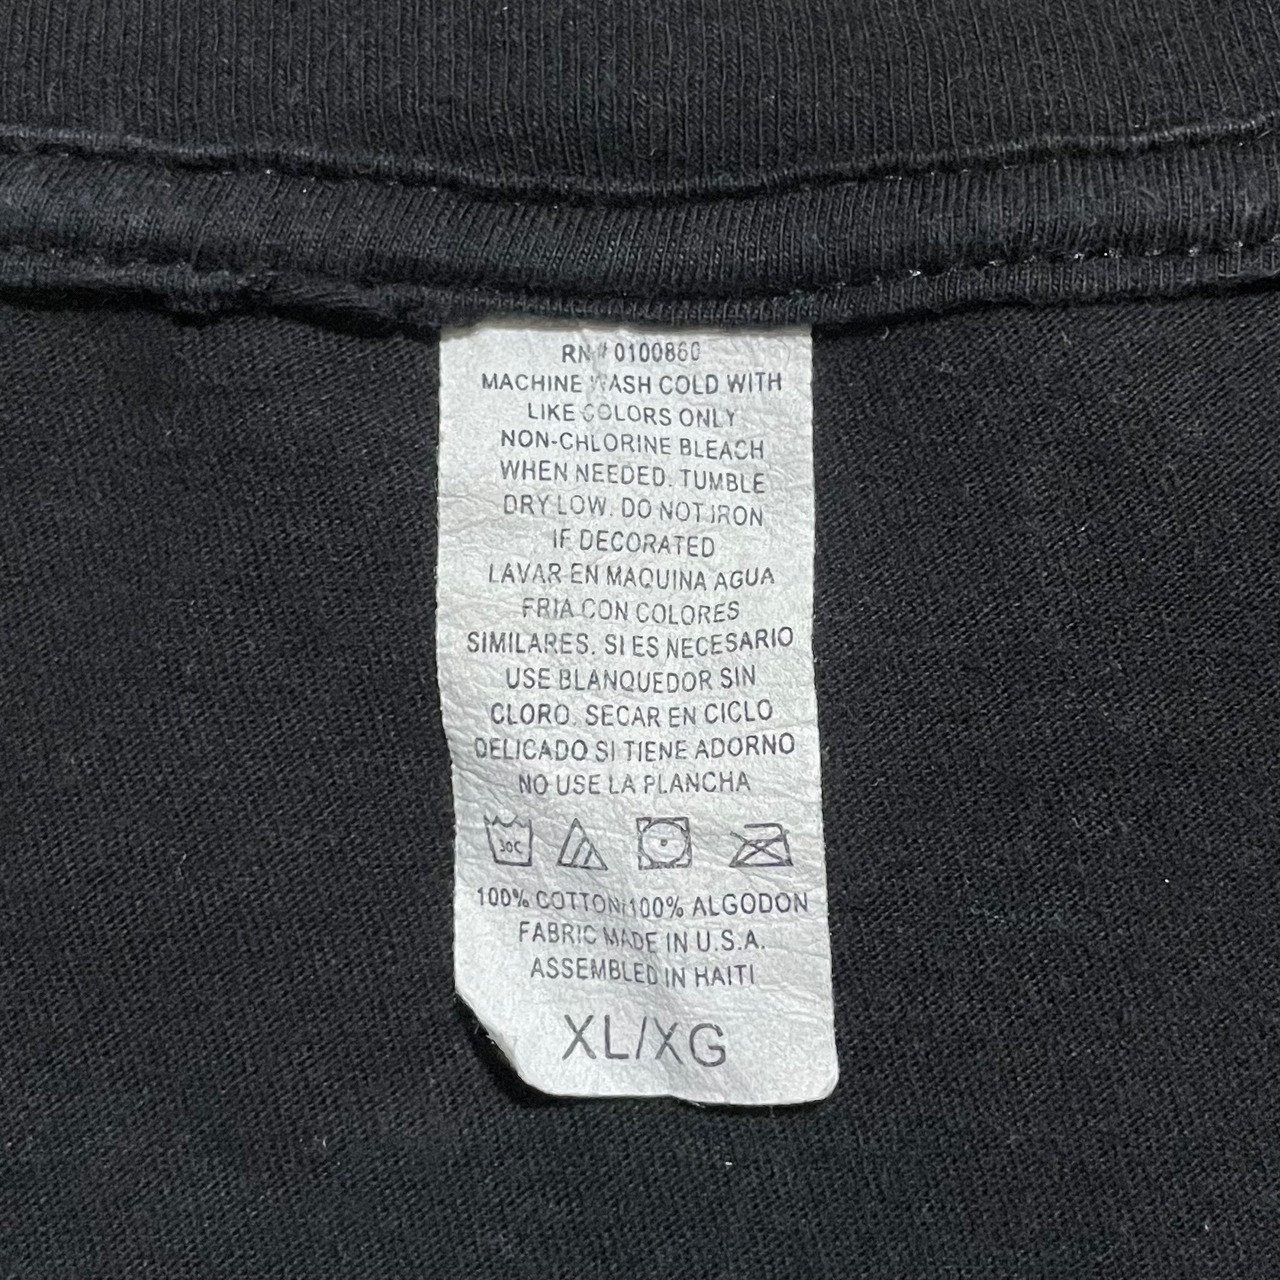 RN# 0100860
MACHINE WASH COLD WITH
LIKE COLORS ONLY
NON-CHLORINE BLEACH
WHEN NEEDED. TUMBLE
DRY LOW. DO NOT IRON
IF DECORATED
LAVAR EN MAQUINA AGUA
FRIA CON COLORES
SIMILARES. SI ES NECESARIO
USE BLANQUEDOR SIN
CLORO. SECAR EN CICLO
DELICADO SI TIENE ADORNO
NO USE LA PLANCHA
30C
100% COTTON/100% ALGODON
FABRIC MADE IN U.S.A.
ASSEMBLED IN HAITI
XL/XG